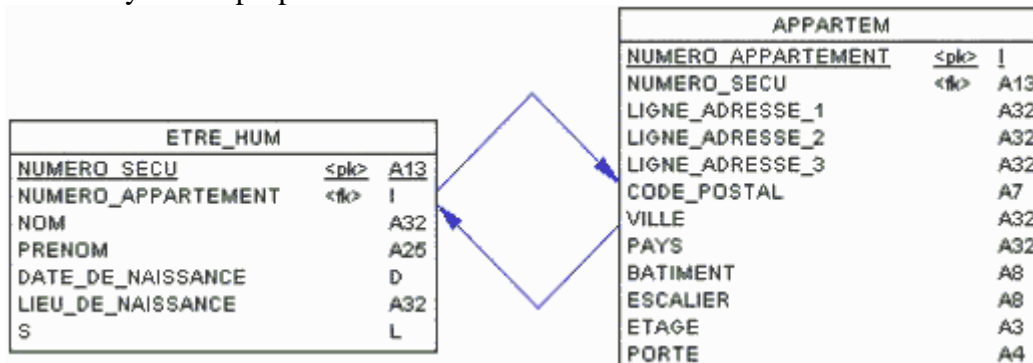 ETRE_HUM
NUMERO_SECU <pk> A13
NUMERO_APPARTEMENT <fk> I
NOM A32
PRENOM A25
DATE_DE_NAISSANCE D
LIEU_DE_NAISSANCE A32
S L
APPARTEM
NUMERO_APPARTEMENT <pk> I
NUMERO_SECU <fk> A13
LIGNE_ADRESSE_1 A32
LIGNE_ADRESSE_2 A32
LIGNE_ADRESSE_3 A32
CODE_POSTAL A7
VILLE A32
PAYS A32
BATIMENT A8
ESCALIER A8
ETAGE A3
PORTE A4